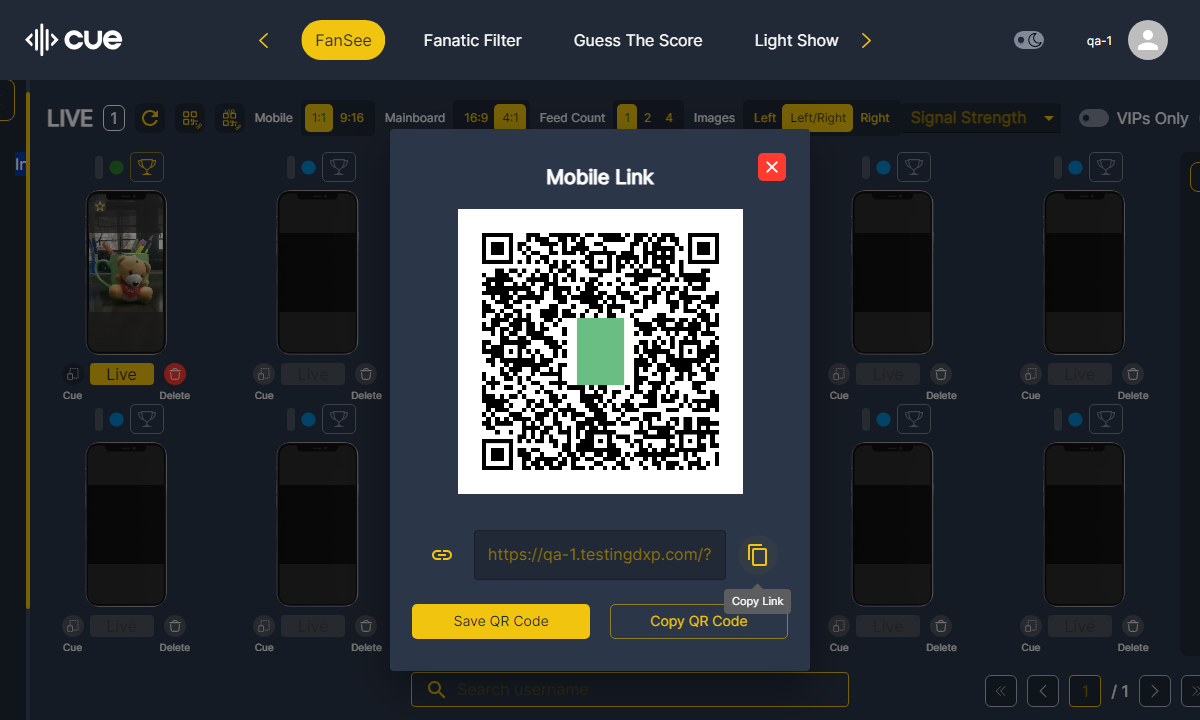 cue
FanSee
Fanatic Filter
Guess The Score
Light Show
qa-1
LIVE 1
Mobile 1:1 9:16
Mainboard 16:9 4:1
Feed Count 1 2 4
Images Left Left/Right Right
Signal Strength
VIPs Only
In
Mobile Link
https://qa-1.testingdxp.com/?
Copy Link
Save QR Code
Copy QR Code
Live
Live
Live
Live
Cue
Delete
Cue
Delete
Cue
Delete
Cue
Delete
Live
Live
Live
Live
Cue
Delete
Cue
Delete
Cue
Delete
Cue
Delete
Search username
1 / 1